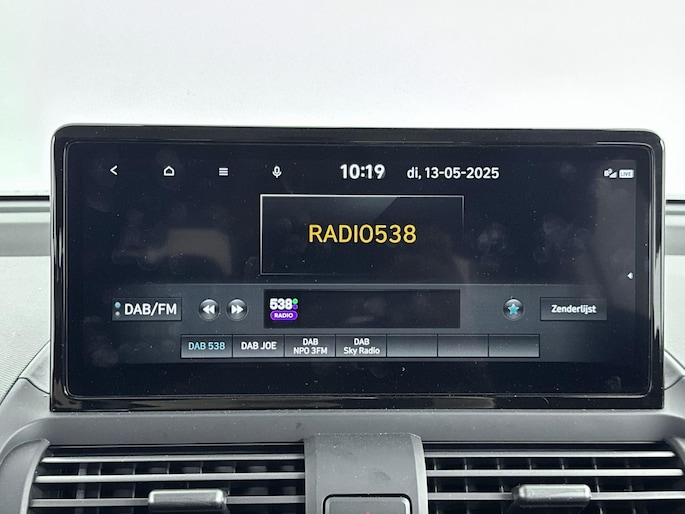 10:19 di, 13-05-2025 LIVE
RADIO538
DAB/FM
538
RADIO
Zenderlijst
DAB 538
DAB JOE
DAB
NPO 3FM
DAB
Sky Radio